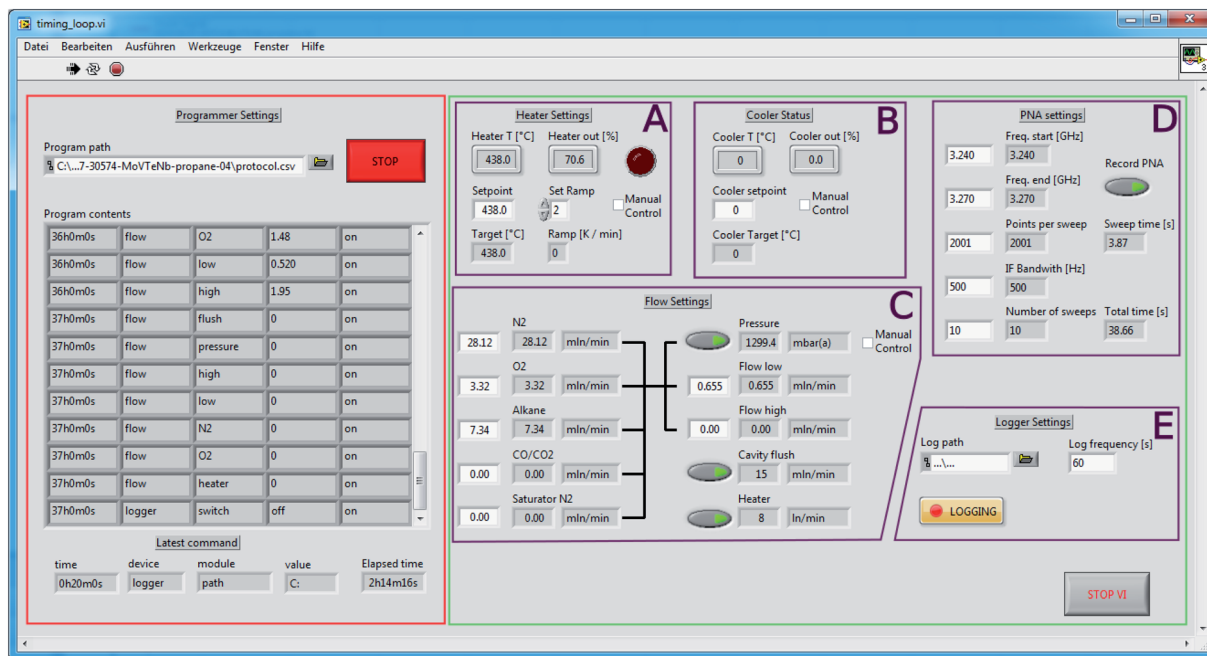 timing_loop.vi
Datei Bearbeiten Ausführen Werkzeuge Fenster Hilfe
3
Programmer Settings
Program path
C:\...7-30574-MoVTeNb-propane-04\protocol.csv
STOP
Program contents
36h0m0s flow O2 1.48 on
36h0m0s flow low 0.520 on
36h0m0s flow high 1.95 on
37h0m0s flow flush 0 on
37h0m0s flow pressure 0 on
37h0m0s flow high 0 on
37h0m0s flow low 0 on
37h0m0s flow N2 0 on
37h0m0s flow O2 0 on
37h0m0s flow heater 0 on
37h0m0s logger switch off on
Latest command
time device module value Elapsed time
0h20m0s logger path C: 2h14m16s
Heater Settings A
Heater T [°C] Heater out [%]
438.0 70.6
Setpoint Set Ramp Manual Control
438.0 2
Target [°C] Ramp [K / min]
438.0 0
Cooler Status B
Cooler T [°C] Cooler out [%]
0 0.0
Cooler setpoint Manual Control
0
Cooler Target [°C]
0
Flow Settings C
N2
28.12 28.12 mln/min
O2
3.32 3.32 mln/min
Alkane
7.34 7.34 mln/min
CO/CO2
0.00 0.00 mln/min
Saturator N2
0.00 0.00 mln/min
Pressure
1299.4 mbar(a)
Manual Control
Flow low
0.655 0.655 mln/min
Flow high
0.00 0.00 mln/min
Cavity flush
15 mln/min
Heater
8 ln/min
PNA settings D
Freq. start [GHz]
3.240 3.240
Record PNA
Freq. end [GHz]
3.270 3.270
Points per sweep Sweep time [s]
2001 2001 3.87
IF Bandwith [Hz]
500 500
Number of sweeps Total time [s]
10 10 38.66
Logger Settings E
Log path Log frequency [s]
...\... 60
LOGGING
STOP VI